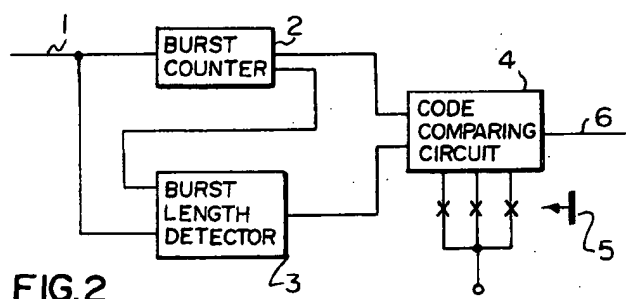 1
BURST
COUNTER
2
4
CODE
COMPARING
CIRCUIT
6
BURST
LENGTH
DETECTOR
3
5
FIG.2